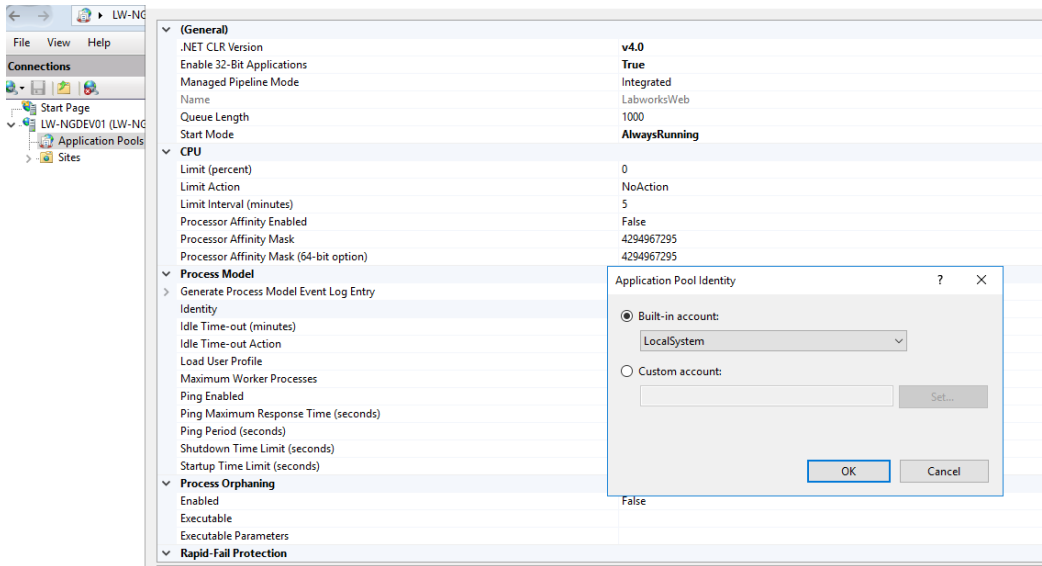 LW-NG
File View Help
Connections
Start Page
LW-NGDEV01 (LW-NG
Application Pools
Sites
(General)
.NET CLR Version v4.0
Enable 32-Bit Applications True
Managed Pipeline Mode Integrated
Name LabworksWeb
Queue Length 1000
Start Mode AlwaysRunning
CPU
Limit (percent) 0
Limit Action NoAction
Limit Interval (minutes) 5
Processor Affinity Enabled False
Processor Affinity Mask 4294967295
Processor Affinity Mask (64-bit option) 4294967295
Process Model
Generate Process Model Event Log Entry
Identity
Idle Time-out (minutes)
Idle Time-out Action
Load User Profile
Maximum Worker Processes
Ping Enabled
Ping Maximum Response Time (seconds)
Ping Period (seconds)
Shutdown Time Limit (seconds)
Startup Time Limit (seconds)
Process Orphaning
Enabled False
Executable
Executable Parameters
Rapid-Fail Protection
Application Pool Identity ?
Built-in account:
LocalSystem
Custom account:
Set...
OK Cancel